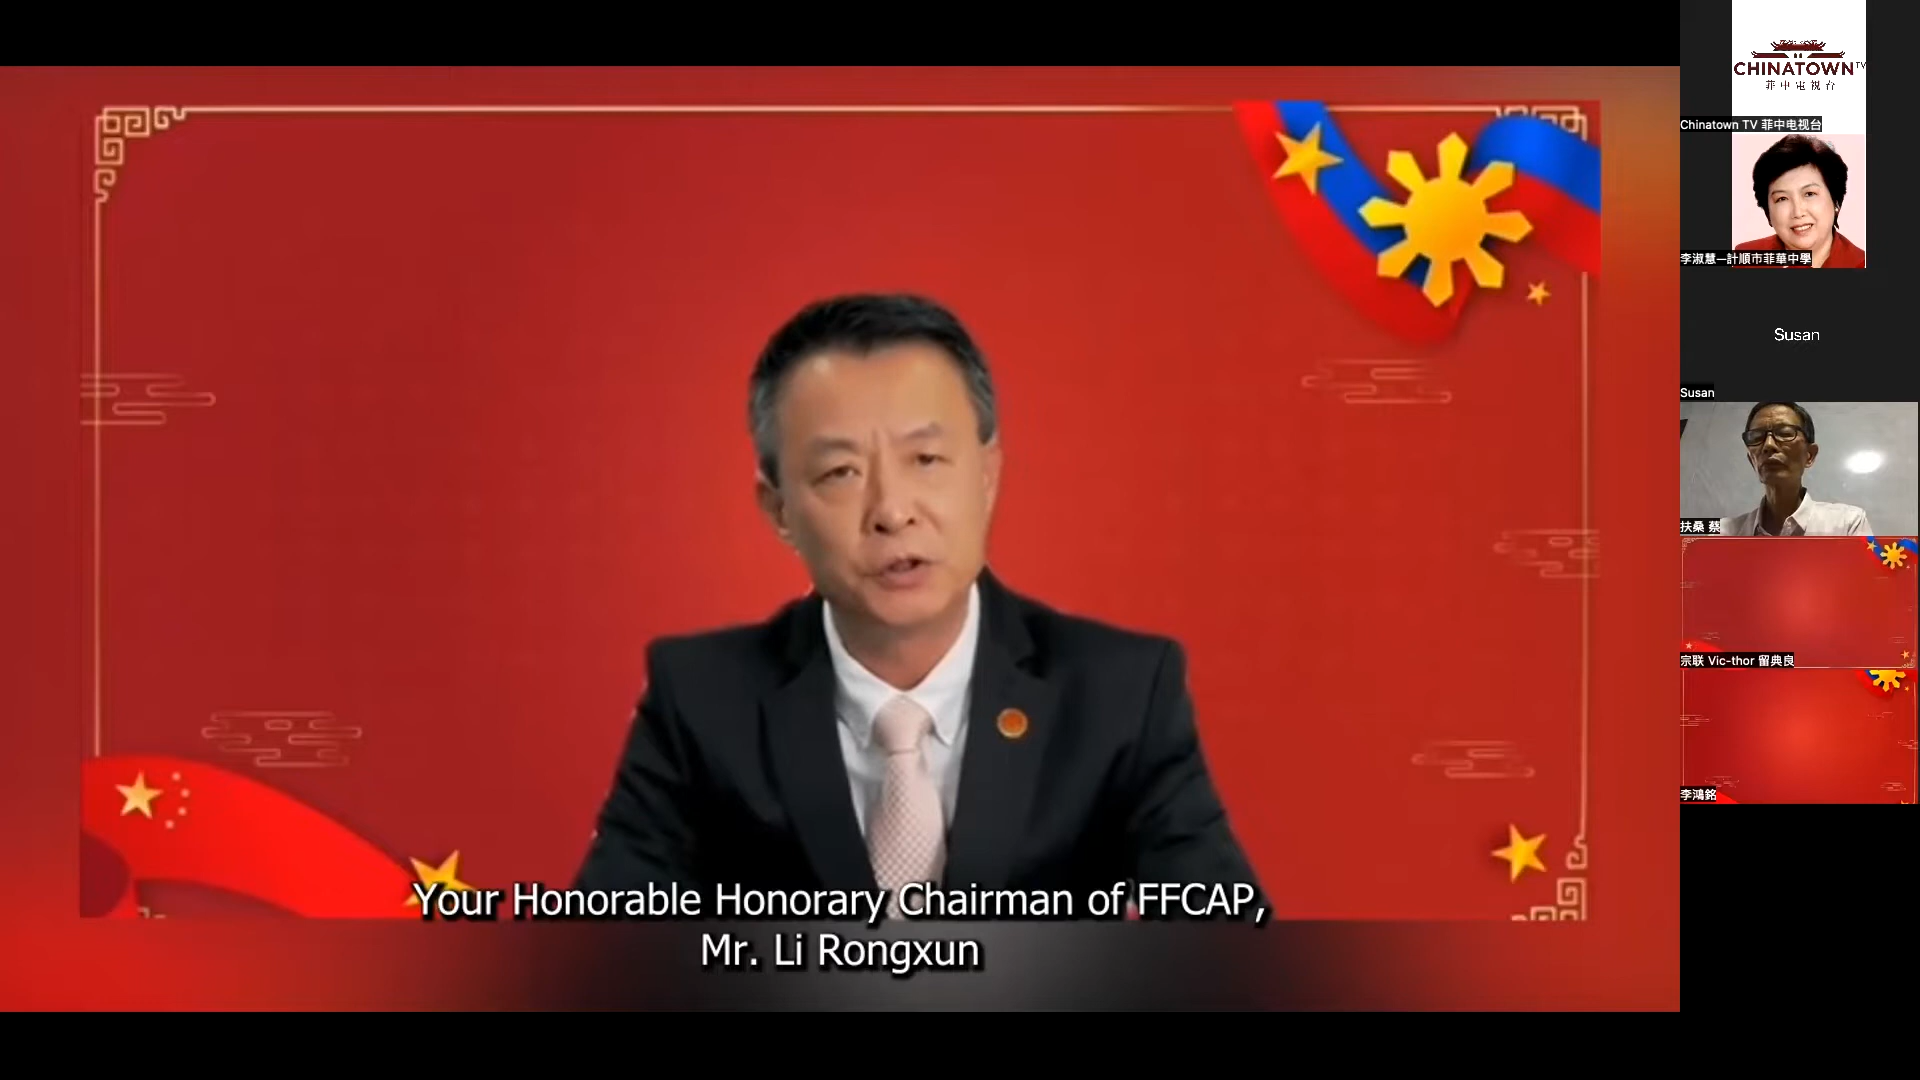 Your Honorable Honorary Chairman of FFCAP,
Mr. Li Rongxun
CHINATOWN TV
菲中電視台
Chinatown TV 菲中电视台
李淑慧—計順市菲華中學
Susan
Susan
扶桑 蔡
宗联 Vic-thor 留典良
李鴻銘